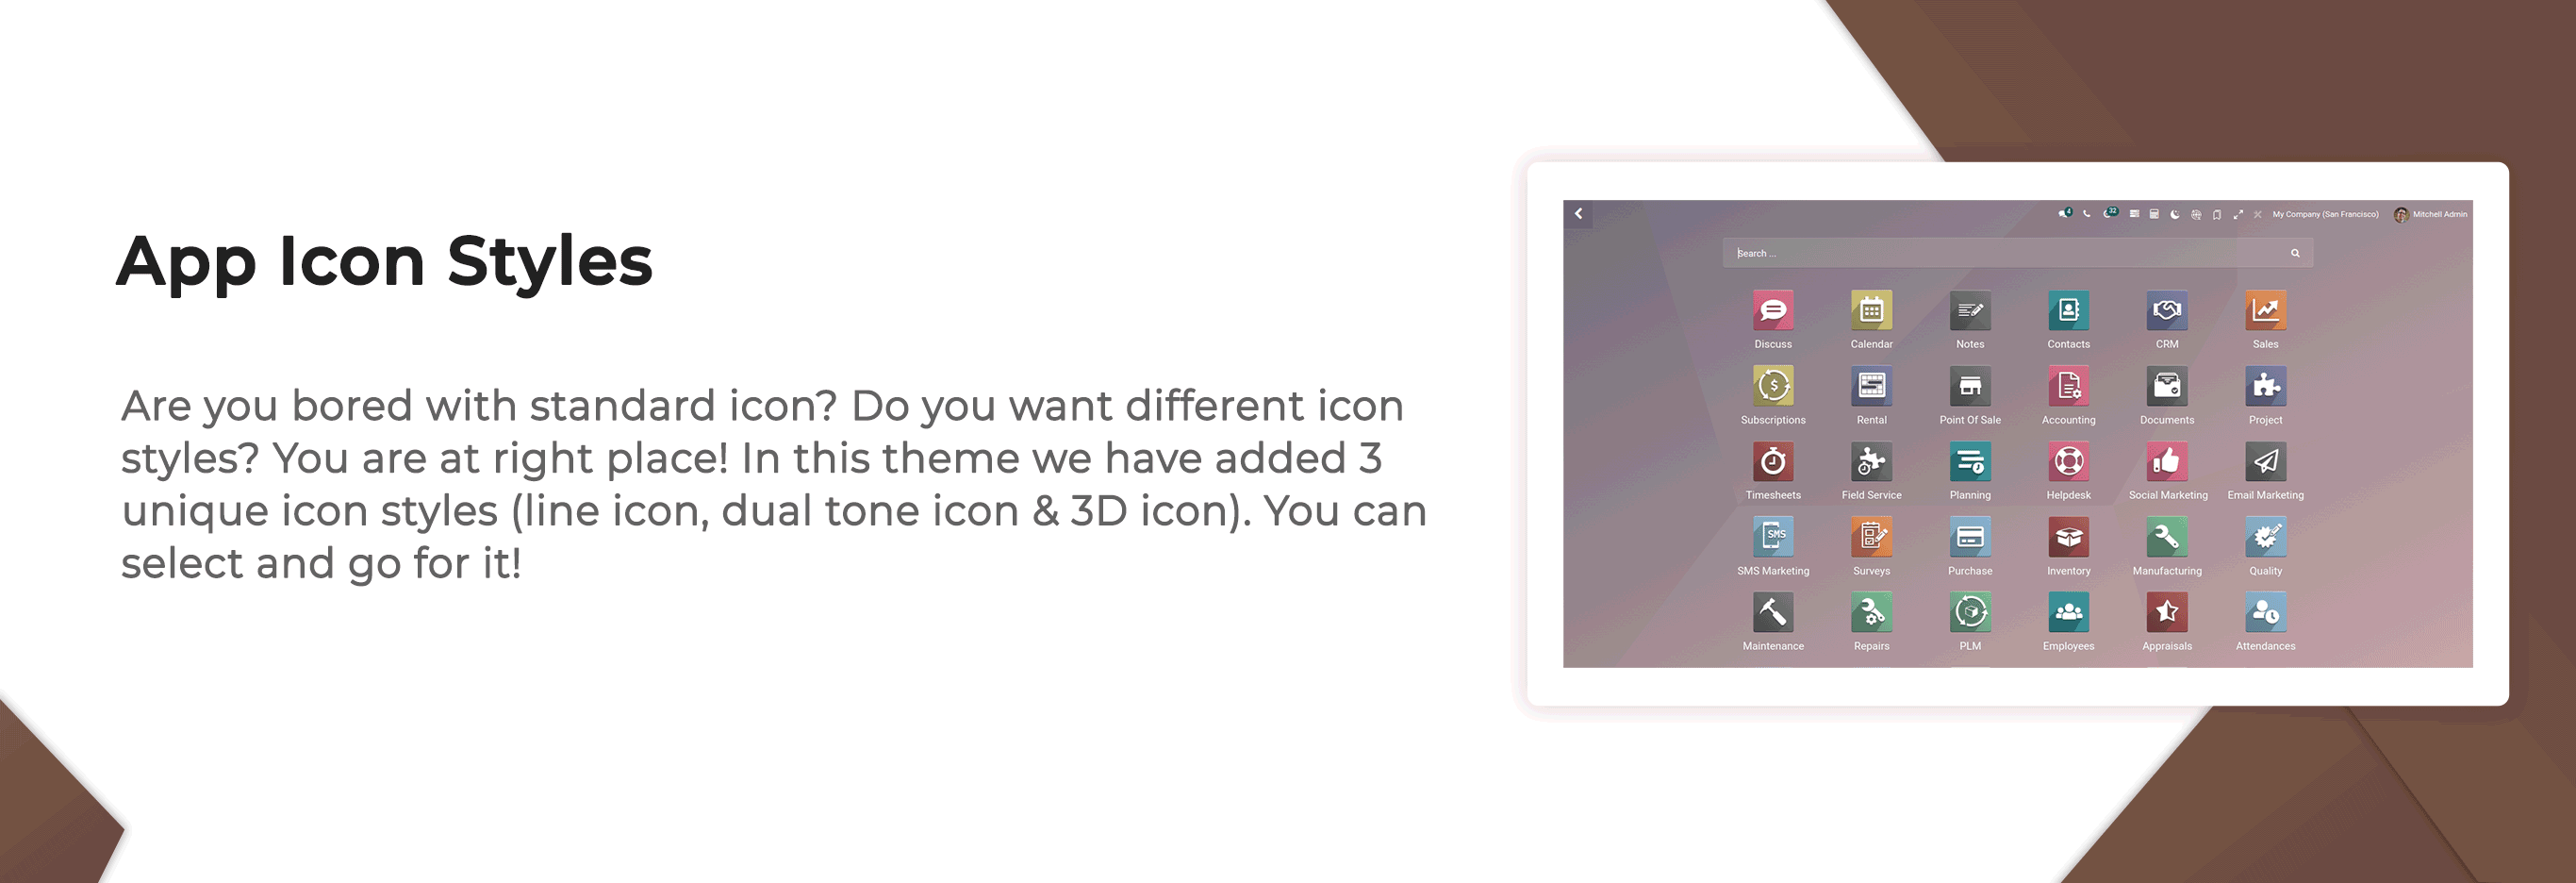 App Icon Styles
Are you bored with standard icon? Do you want different icon
styles? You are at right place! In this theme we have added 3
unique icon styles (line icon, dual tone icon & 3D icon). You can
select and go for it!
4 32 My Company (San Francisco) Mitchell Admin
Search ...
Discuss Calendar Notes Contacts CRM Sales
Subscriptions Rental Point Of Sale Accounting Documents Project
Timesheets Field Service Planning Helpdesk Social Marketing Email Marketing
SMS
SMS Marketing Surveys Purchase Inventory Manufacturing Quality
Maintenance Repairs PLM Employees Appraisals Attendances